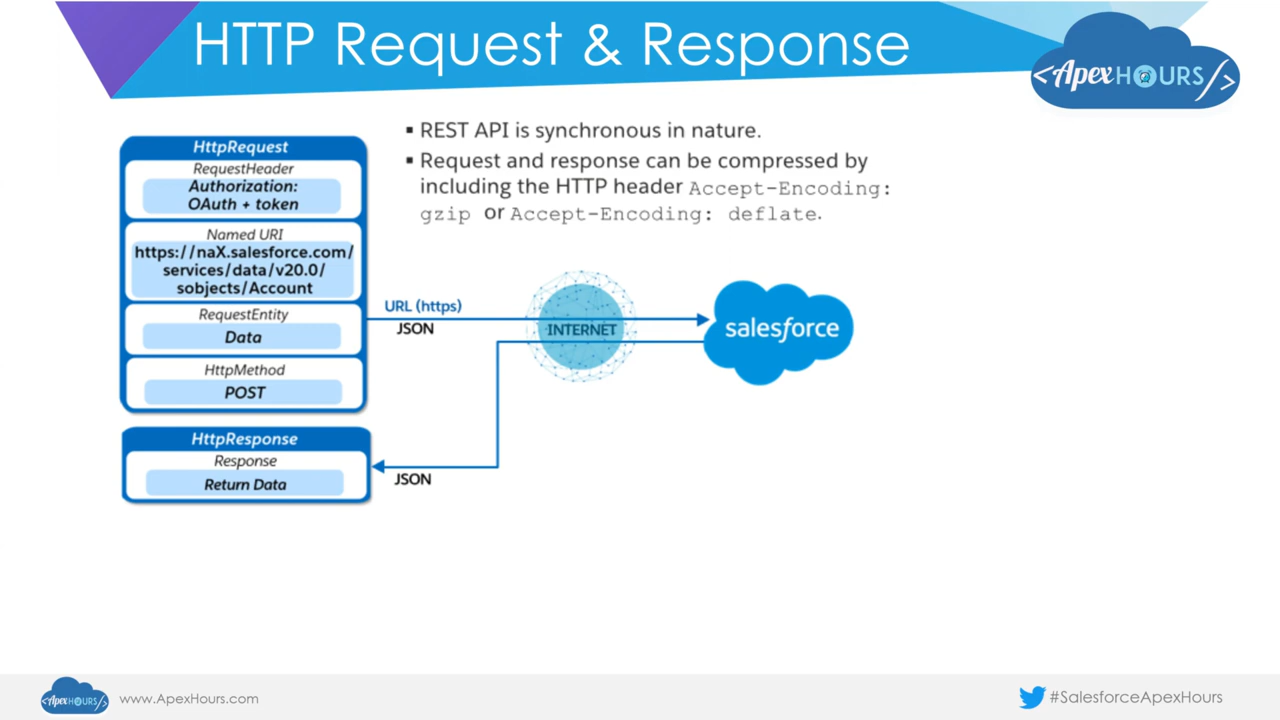 HTTP Request & Response
<ApexHOURS/>
▪ REST API is synchronous in nature.
▪ Request and response can be compressed by
including the HTTP header Accept-Encoding:
gzip or Accept-Encoding: deflate.
HttpRequest
RequestHeader
Authorization:
OAuth + token
Named URI
https://naX.salesforce.com/
services/data/v20.0/
sobjects/Account
RequestEntity
Data
HttpMethod
POST
URL (https)
JSON
INTERNET
salesforce
HttpResponse
Response
Return Data
JSON
<ApexHOURS/>
www.ApexHours.com
#SalesforceApexHours